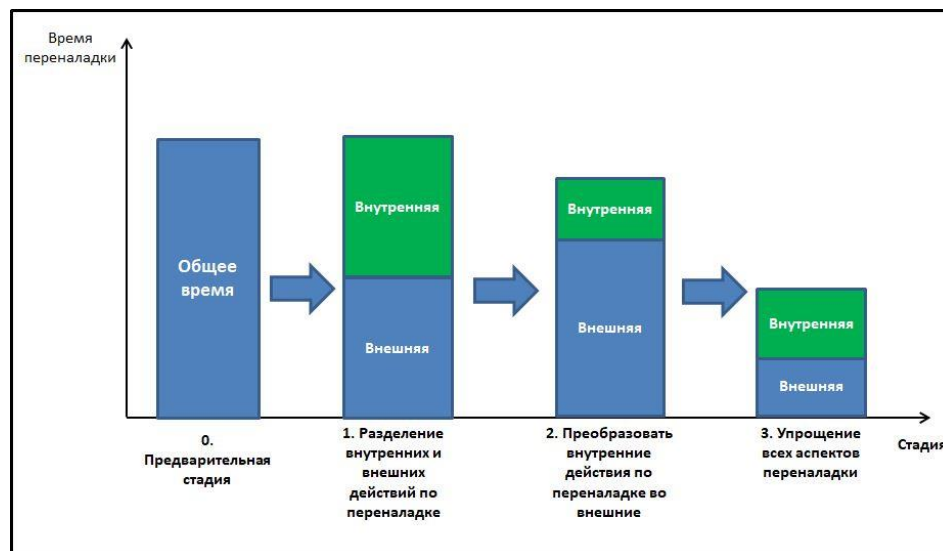 Время
переналадки
Общее
время
Внутренняя
Внешняя
Внутренняя
Внешняя
Внутренняя
Внешняя
0.
Предварительная
стадия
1. Разделение
внутренних и
внешних
действий по
переналадке
2. Преобразовать
внутренние
действия по
переналадке во
внешние
3. Упрощение
всех аспектов
переналадки
Стадия